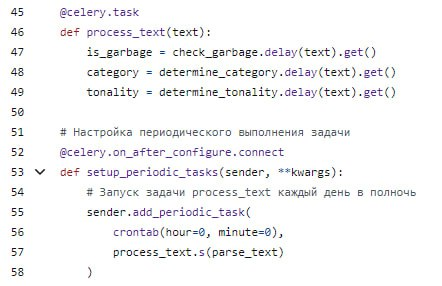 45 @celery.task
46 def process_text(text):
47     is_garbage = check_garbage.delay(text).get()
48     category = determine_category.delay(text).get()
49     tonality = determine_tonality.delay(text).get()
50
51 # Настройка периодического выполнения задачи
52 @celery.on_after_configure.connect
53 def setup_periodic_tasks(sender, **kwargs):
54     # Запуск задачи process_text каждый день в полночь
55     sender.add_periodic_task(
56         crontab(hour=0, minute=0),
57         process_text.s(parse_text)
58     )